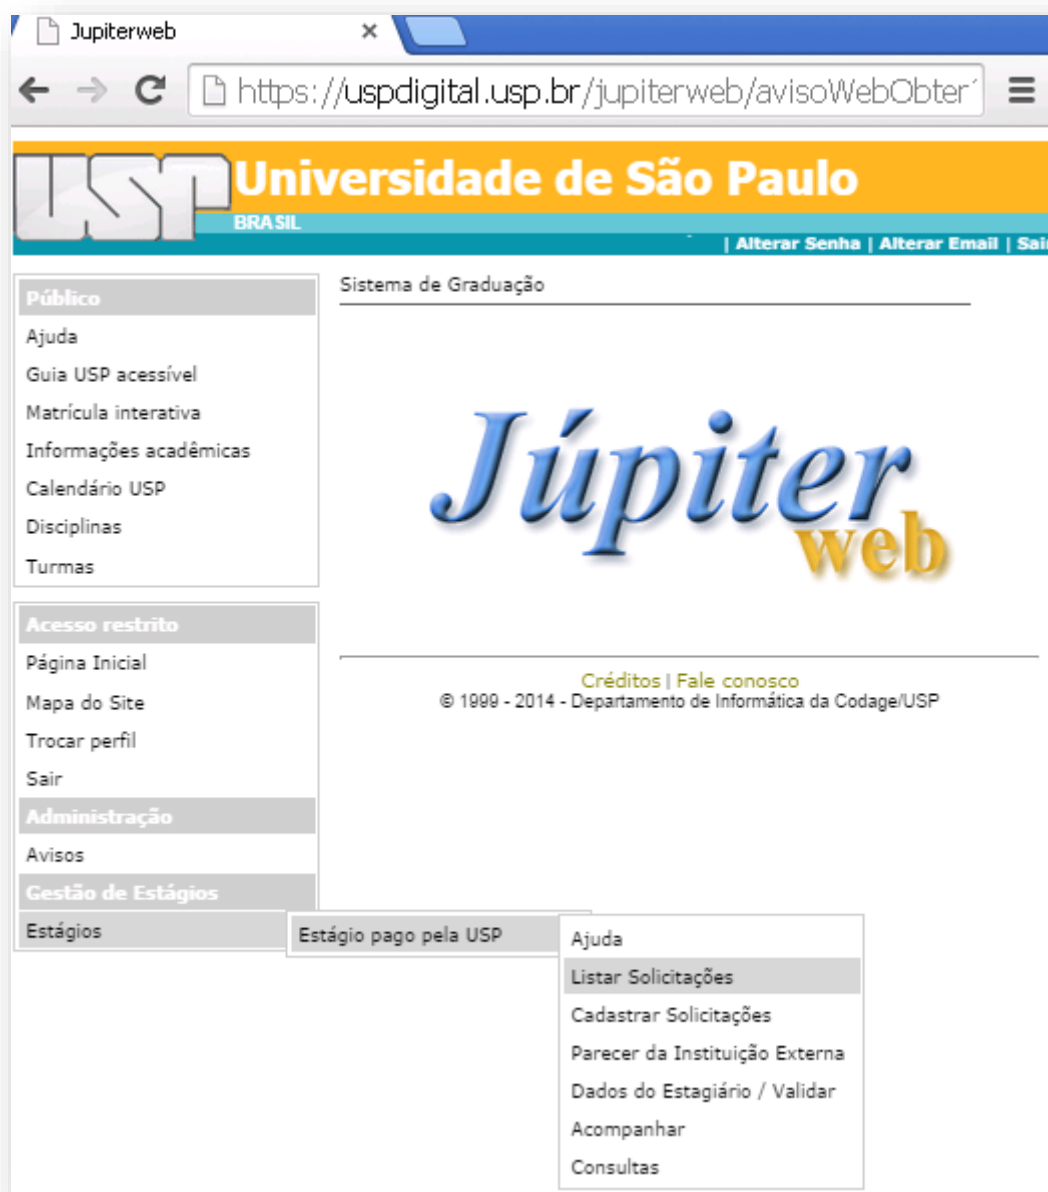 Jupiterweb
https://uspdigital.usp.br/jupiterweb/avisoWebObter
USP
Universidade de São Paulo
BRASIL
| Alterar Senha | Alterar Email | Sair
Público
Ajuda
Guia USP acessível
Matrícula interativa
Informações acadêmicas
Calendário USP
Disciplinas
Turmas
Sistema de Graduação
Júpiter
web
Créditos | Fale conosco
© 1999 - 2014 - Departamento de Informática da Codage/USP
Acesso restrito
Página Inicial
Mapa do Site
Trocar perfil
Sair
Administração
Avisos
Gestão de Estágios
Estágios
Estágio pago pela USP
Ajuda
Listar Solicitações
Cadastrar Solicitações
Parecer da Instituição Externa
Dados do Estagiário / Validar
Acompanhar
Consultas